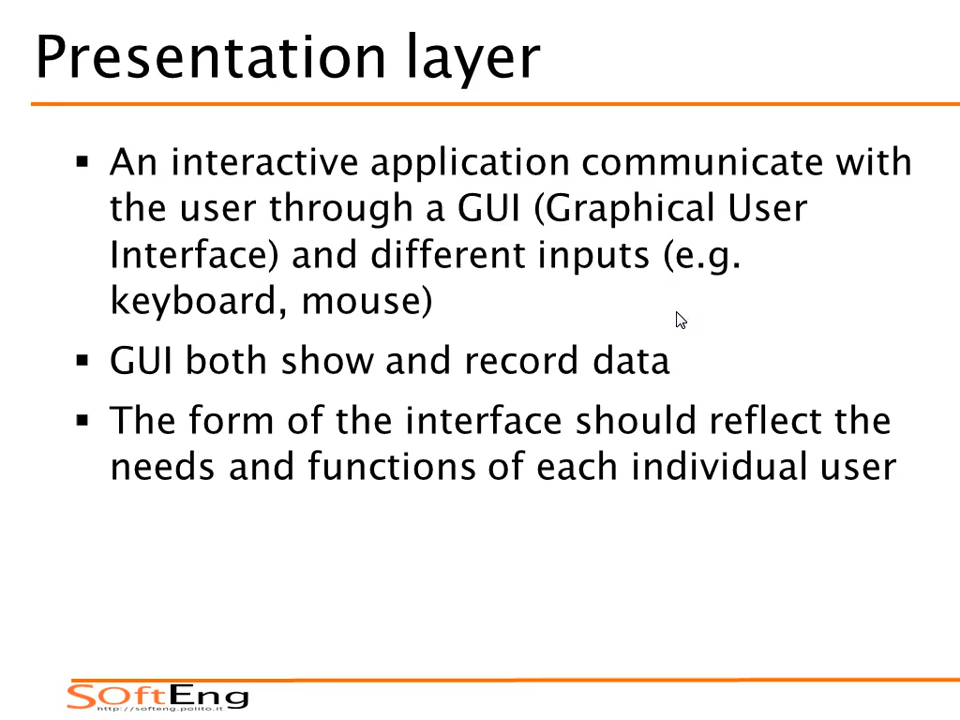 Presentation layer
▪ An interactive application communicate with
the user through a GUI (Graphical User
Interface) and different inputs (e.g.
keyboard, mouse)
▪ GUI both show and record data
▪ The form of the interface should reflect the
needs and functions of each individual user
SOftEng
http://softeng.polito.it